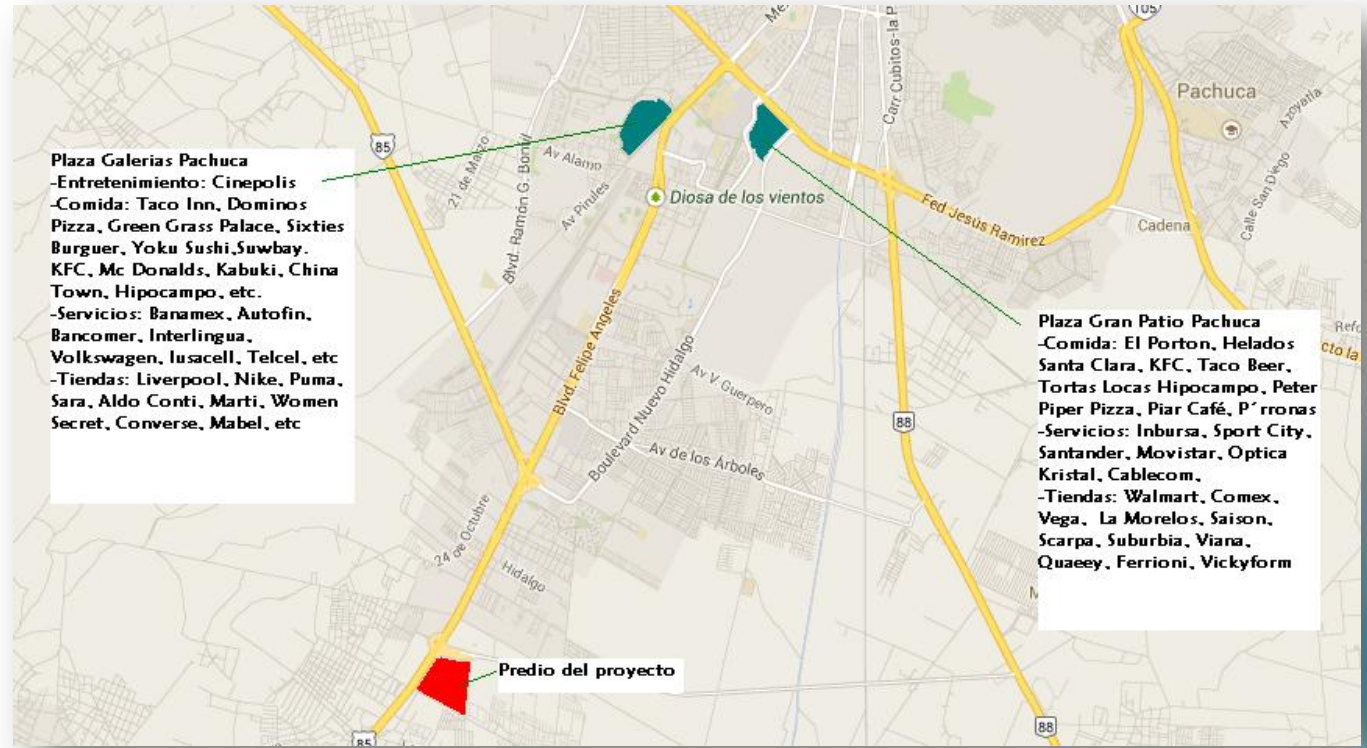 105
Pachuca
Azoyatla
Carr Cubitos-la P
85
21 de Marzo
Blvd. Ramón G. Bonfil
Av Alamo
Av Pirules
Diosa de los vientos
Fed Jesús Ramírez
Cadena
Calle San Diego
Plaza Galerias Pachuca
-Entretenimiento: Cinepolis
-Comida: Taco Inn, Dominos
Pizza, Green Grass Palace, Sixties
Burguer, Yoku Sushi,Suwbay.
KFC, Mc Donalds, Kabuki, China
Town, Hipocampo, etc.
-Servicios: Banamex, Autofin,
Bancomer, Interlingua,
Volkswagen, Iusacell, Telcel, etc
-Tiendas: Liverpool, Nike, Puma,
Sara, Aldo Conti, Marti, Women
Secret, Converse, Mabel, etc
Blvd. Felipe Angeles
Boulevard Nuevo Hidalgo
Av V Guerrero
Av de los Árboles
88
Plaza Gran Patio Pachuca
-Comida: El Porton, Helados
Santa Clara, KFC, Taco Beer,
Tortas Locas Hipocampo, Peter
Piper Pizza, Piar Café, P´rronas
-Servicios: Inbursa, Sport City,
Santander, Movistar, Optica
Kristal, Cablecom,
-Tiendas: Walmart, Comex,
Vega, La Morelos, Saison,
Scarpa, Suburbia, Viana,
Quaeey, Ferrioni, Vickyform
24 de Octubre
Hidalgo
Predio del proyecto
88
85